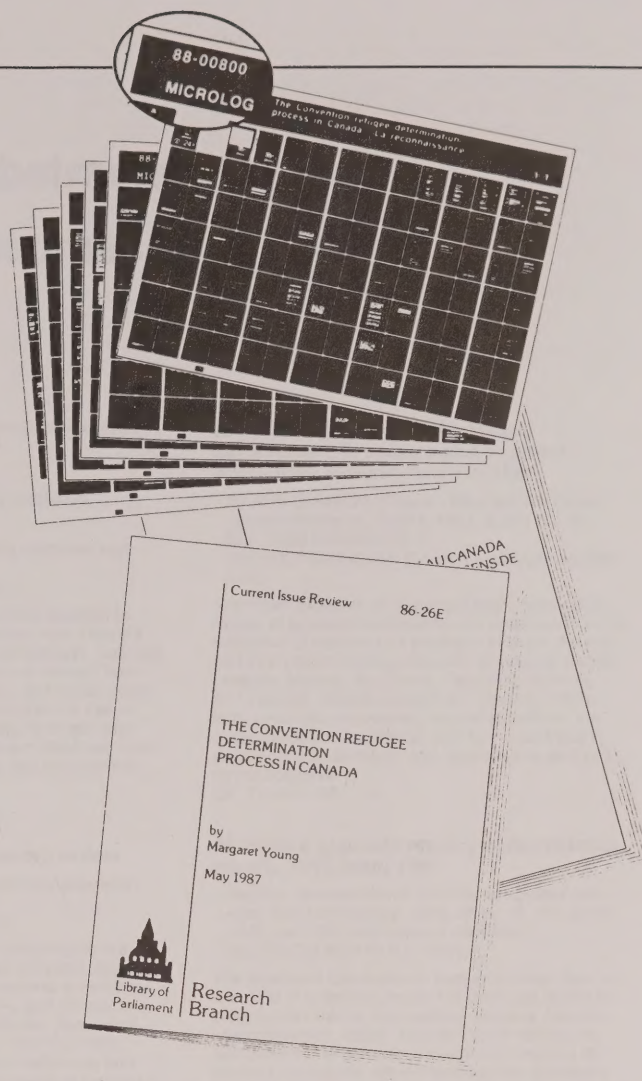 88-00800
MICROLOG
The Convention refugee determination
process in Canada La reconnaissance
88-
MIC
AU CANADA
ENS DE
Current Issue Review 86-26E
THE CONVENTION REFUGEE
DETERMINATION
PROCESS IN CANADA
by
Margaret Young
May 1987
Library of
Parliament
Research
Branch